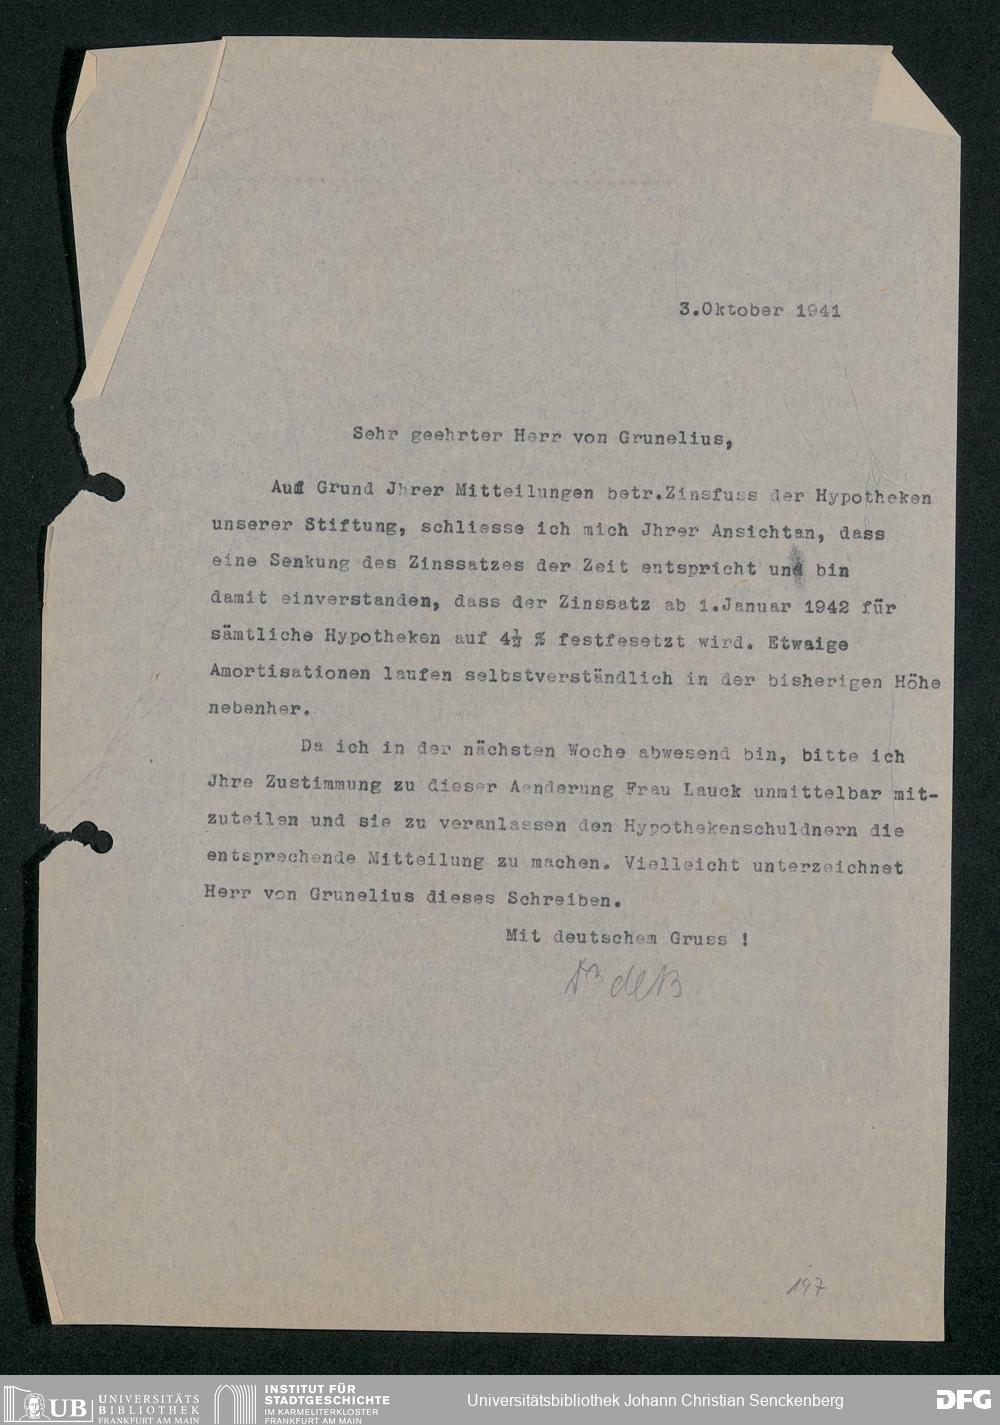 3.Oktober 1941
Sehr geehrter Herr von Grunelius,
Auf Grund Jhrer Mitteilungen betr.Zinsfuss der Hypotheken
unserer Stiftung, schliesse ich mich Jhrer Ansichtan, dass
eine Senkung des Zinssatzes der Zeit entspricht und bin
damit einverstanden, dass der Zinssatz ab 1.Januar 1942 für
sämtliche Hypotheken auf 4½ % festfesetzt wird. Etwaige
Amortisationen laufen selbstverständlich in der bisherigen Höhe
nebenher.
Da ich in der nächsten Woche abwesend bin, bitte ich
Jhre Zustimmung zu dieser Aenderung Frau Lauck unmittelbar mit-
zuteilen und sie zu veranlassen den Hypothekenschuldnern die
entsprechende Mitteilung zu machen. Vielleicht unterzeichnet
Herr von Grunelius dieses Schreiben.
Mit deutschem Gruss !
Dr de B
197
UB UNIVERSITÄTS
BIBLIOTHEK
FRANKFURT AM MAIN
INSTITUT FÜR
STADTGESCHICHTE
IM KARMELITERKLOSTER
FRANKFURT AM MAIN
Universitätsbibliothek Johann Christian Senckenberg
DFG